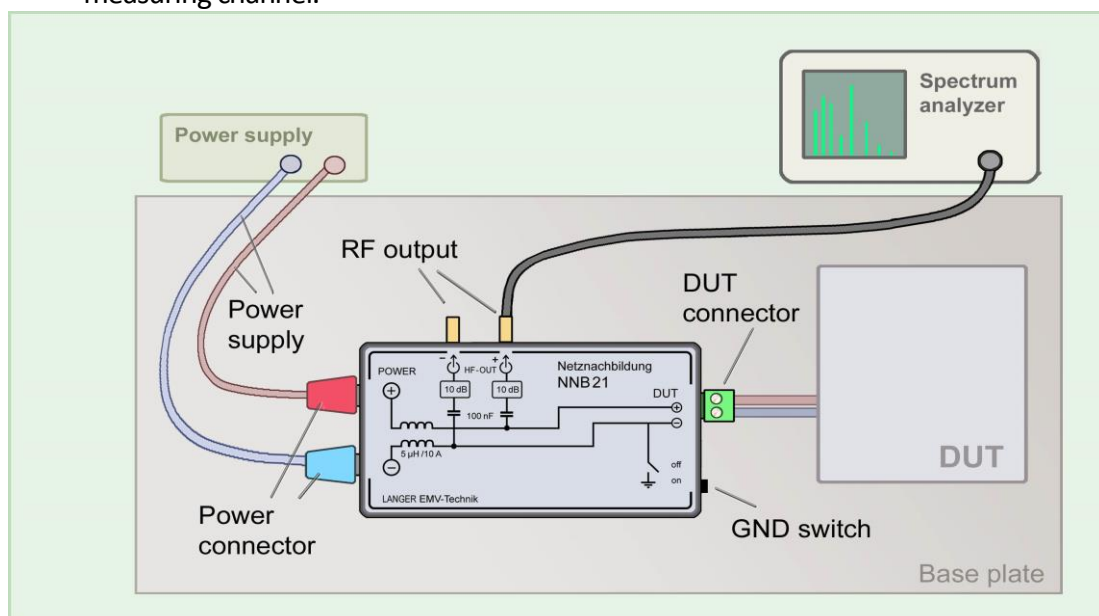 measuring channel.
Power supply
Spectrum
analyzer
RF output
Power
supply
DUT
connector
POWER
+
−
HF-OUT
+
10 dB
10 dB
100 nF
5 µH/10 A
−
Netznachbildung
NNB 21
DUT
+
−
off
on
LANGER EMV-Technik
DUT
Power
connector
GND switch
Base plate